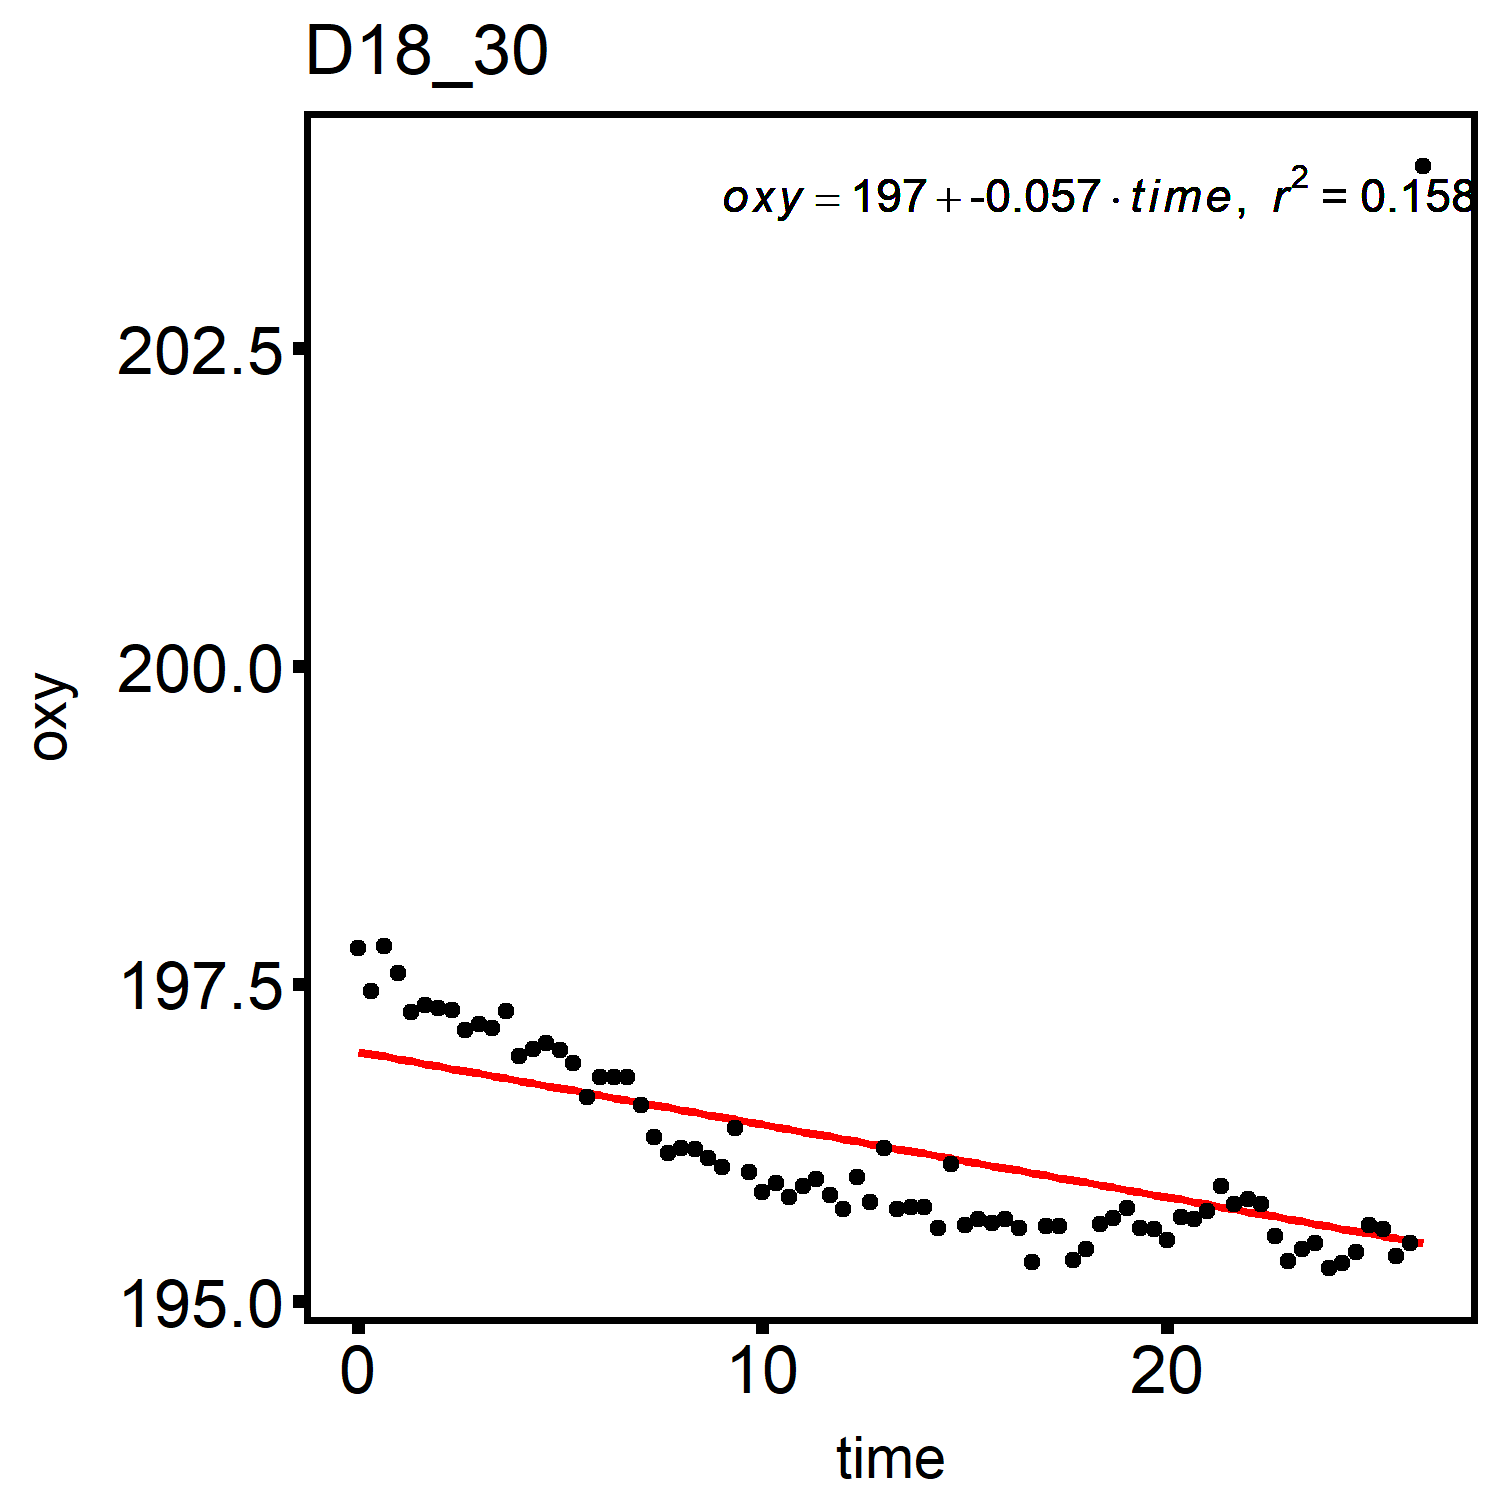 D18_30
oxy = 197 + -0.057 · time, r² = 0.158
202.5
200.0
197.5
195.0
oxy
0 10 20
time